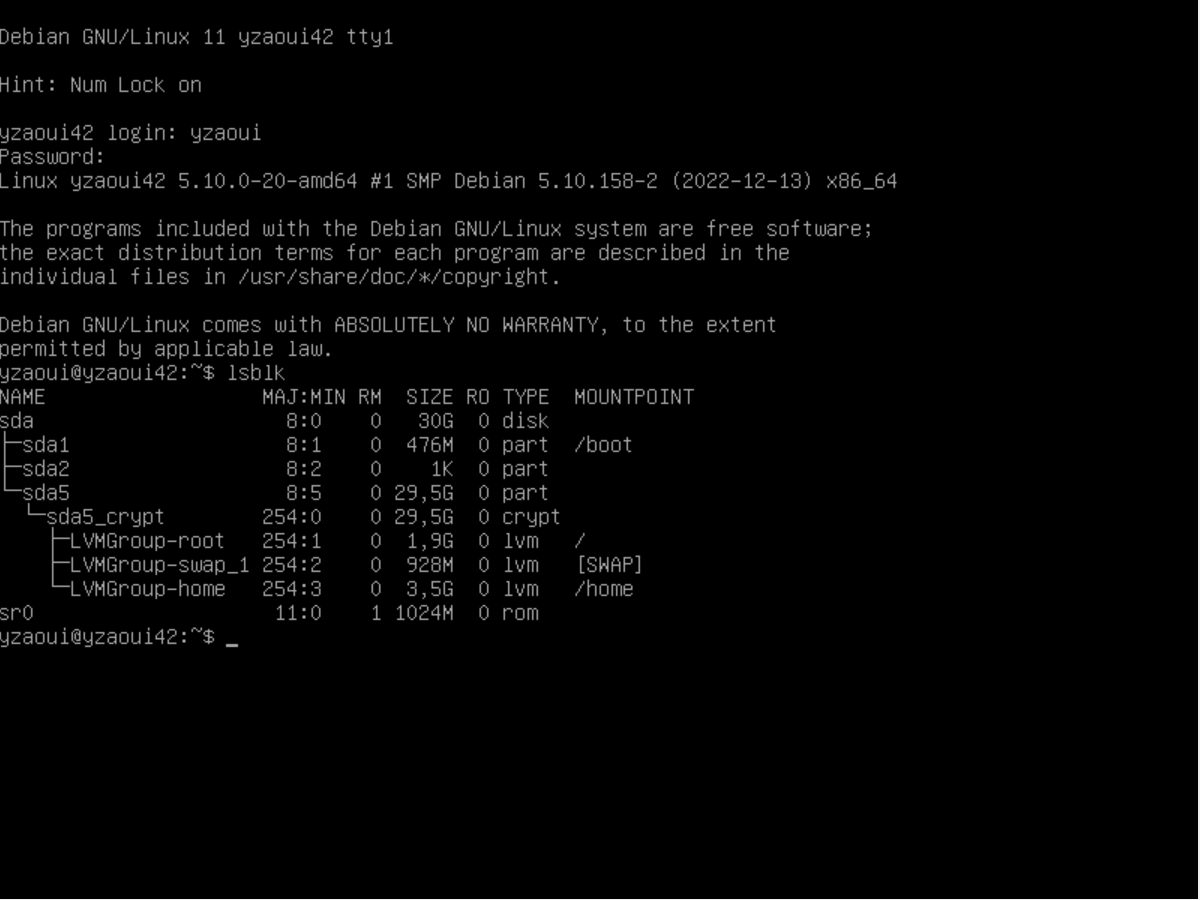 Debian GNU/Linux 11 yzaoui42 tty1
Hint: Num Lock on
yzaoui42 login: yzaoui
Password:
Linux yzaoui42 5.10.0-20-amd64 #1 SMP Debian 5.10.158-2 (2022-12-13) x86_64
The programs included with the Debian GNU/Linux system are free software;
the exact distribution terms for each program are described in the
individual files in /usr/share/doc/*/copyright.
Debian GNU/Linux comes with ABSOLUTELY NO WARRANTY, to the extent
permitted by applicable law.
yzaoui@yzaoui42:~$ lsblk
NAME                  MAJ:MIN RM  SIZE RO TYPE  MOUNTPOINT
sda                     8:0    0   30G  0 disk
├─sda1                  8:1    0  476M  0 part  /boot
├─sda2                  8:2    0    1K  0 part
└─sda5                  8:5    0 29,5G  0 part
  └─sda5_crypt        254:0    0 29,5G  0 crypt
    ├─LVMGroup-root   254:1    0  1,9G  0 lvm   /
    ├─LVMGroup-swap_1 254:2    0  928M  0 lvm   [SWAP]
    └─LVMGroup-home   254:3    0  3,5G  0 lvm   /home
sr0                    11:0    1 1024M  0 rom
yzaoui@yzaoui42:~$ _